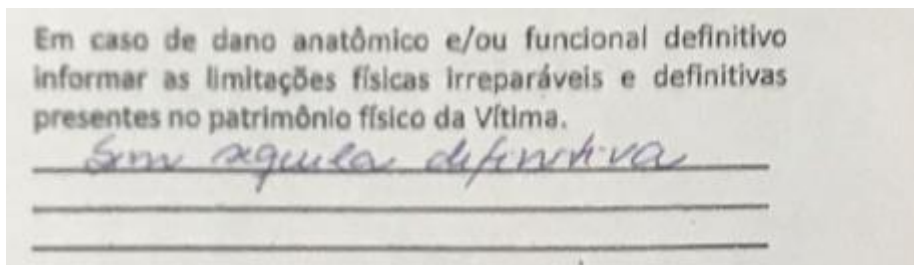 Em caso de dano anatômico e/ou funcional definitivo
informar as limitações físicas irreparáveis e definitivas
presentes no patrimônio físico da Vítima.
Sem sequela definitiva